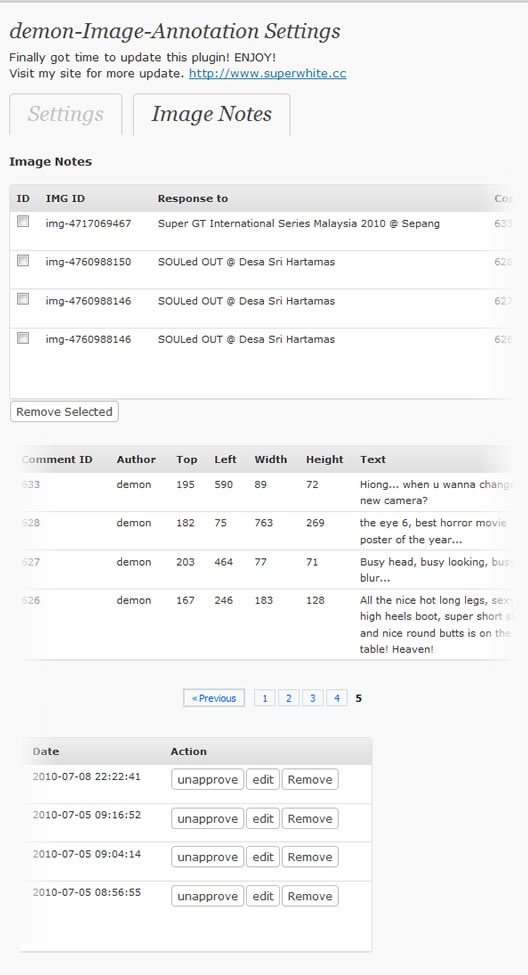 demon-Image-Annotation Settings
Finally got time to update this plugin! ENJOY!
Visit my site for more update. http://www.superwhite.cc
Settings Image Notes
Image Notes
ID IMG ID Response to
img-4717069467 Super GT International Series Malaysia 2010 @ Sepang 633
img-4760988150 SOULed OUT @ Desa Sri Hartamas 628
img-4760988146 SOULed OUT @ Desa Sri Hartamas 627
img-4760988146 SOULed OUT @ Desa Sri Hartamas 626
Remove Selected
Comment ID Author Top Left Width Height Text
633 demon 195 590 89 72 Hiong... when u wanna change
new camera?
628 demon 182 75 763 269 the eye 6, best horror movie
poster of the year...
627 demon 203 464 77 71 Busy head, busy looking, busy
blur...
626 demon 167 246 183 128 All the nice hot long legs, sexy
high heels boot, super short
and nice round butts is on the
table! Heaven!
«Previous 1 2 3 4 5
Date Action
2010-07-08 22:22:41 unapprove edit Remove
2010-07-05 09:16:52 unapprove edit Remove
2010-07-05 09:04:14 unapprove edit Remove
2010-07-05 08:56:55 unapprove edit Remove